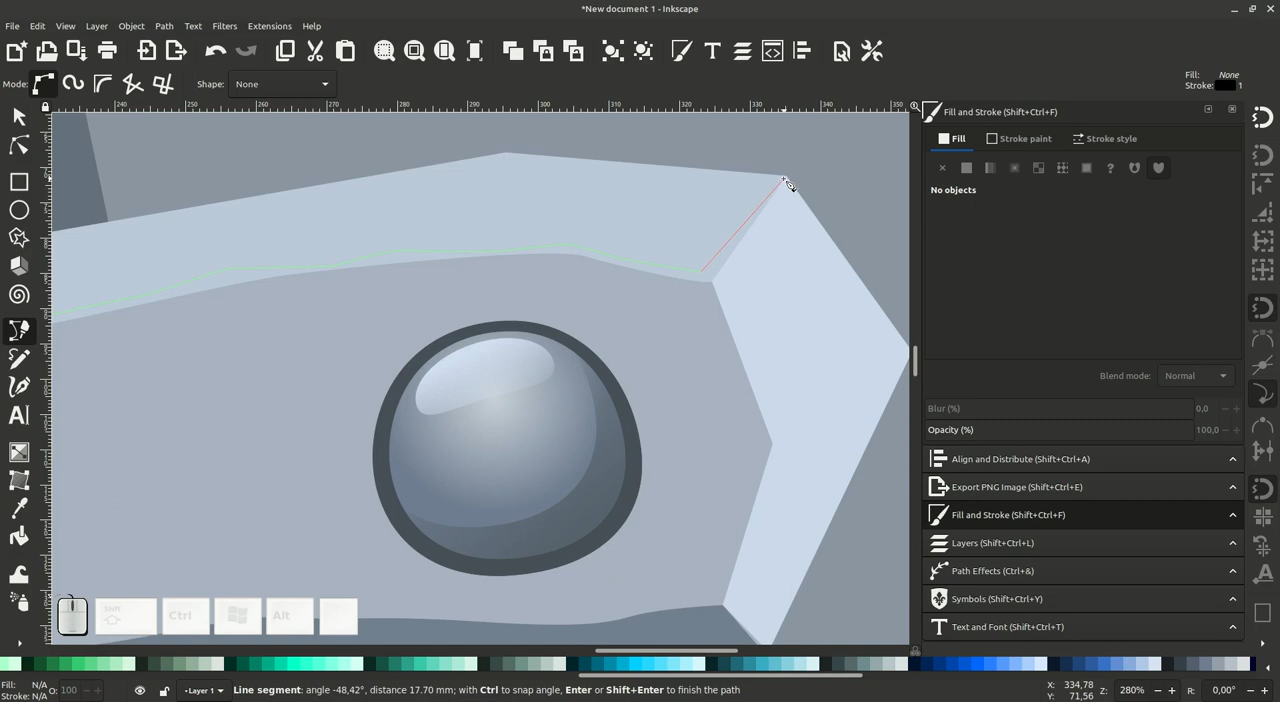 *New document 1 - Inkscape
File Edit View Layer Object Path Text Filters Extensions Help
Mode: Shape: None
Fill: None
Stroke: 1
240 250 260 270 280 290 300 310 320 330 340 350
Fill and Stroke (Shift+Ctrl+F)
Fill Stroke paint Stroke style
No objects
Blend mode: Normal
Blur (%) 0,0
Opacity (%) 100,0
Align and Distribute (Shift+Ctrl+A)
Export PNG Image (Shift+Ctrl+E)
Fill and Stroke (Shift+Ctrl+F)
Layers (Shift+Ctrl+L)
Path Effects (Ctrl+&)
Symbols (Shift+Ctrl+Y)
Text and Font (Shift+Ctrl+T)
Shift Ctrl Alt
Fill: N/A
Stroke: N/A
O: 100
Layer 1
Line segment: angle -48,42°, distance 17.70 mm; with Ctrl to snap angle, Enter or Shift+Enter to finish the path
X: 334,78
Y: 71,56
Z: 280%
R: 0,00°